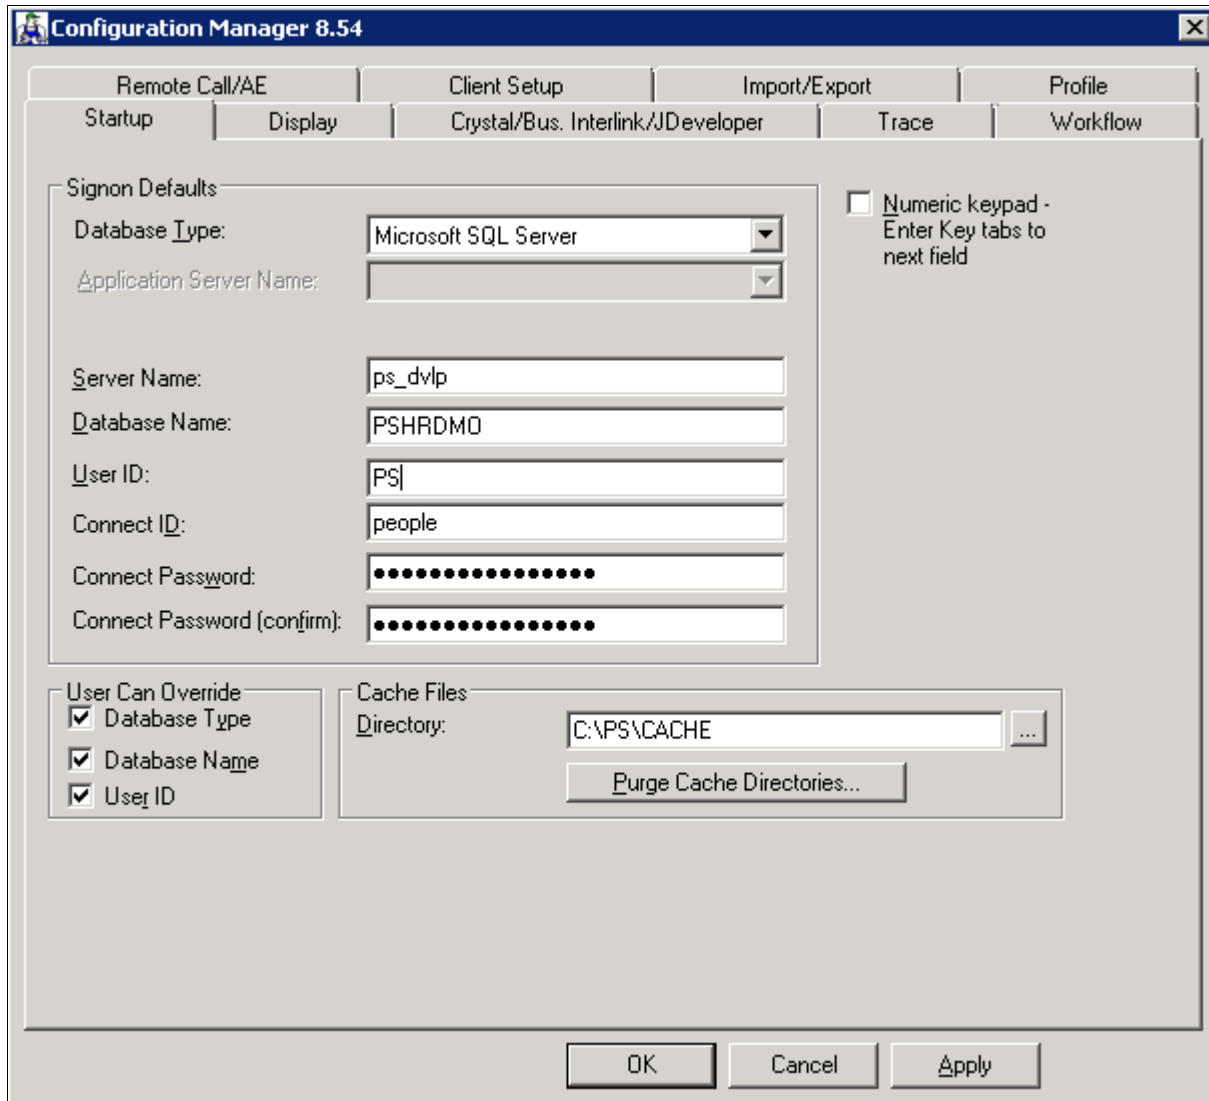 Configuration Manager 8.54
Remote Call/AE Client Setup Import/Export Profile
Startup Display Crystal/Bus. Interlink/JDeveloper Trace Workflow
Signon Defaults
Database Type: Microsoft SQL Server
Application Server Name:
Numeric keypad -
Enter Key tabs to
next field
Server Name: ps_dvlp
Database Name: PSHRDMO
User ID: PS
Connect ID: people
Connect Password: ●●●●●●●●●●●●●●●●
Connect Password (confirm): ●●●●●●●●●●●●●●●●
User Can Override
Database Type
Database Name
User ID
Cache Files
Directory: C:\PS\CACHE ...
Purge Cache Directories...
OK Cancel Apply